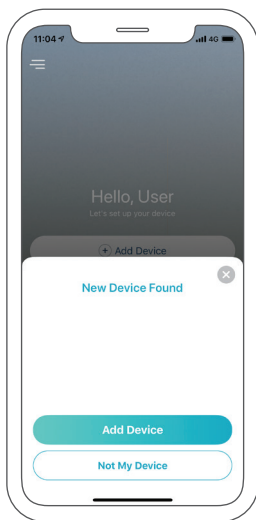 11:04
4G
Hello, User
Let's set up your device
Add Device
New Device Found
Add Device
Not My Device